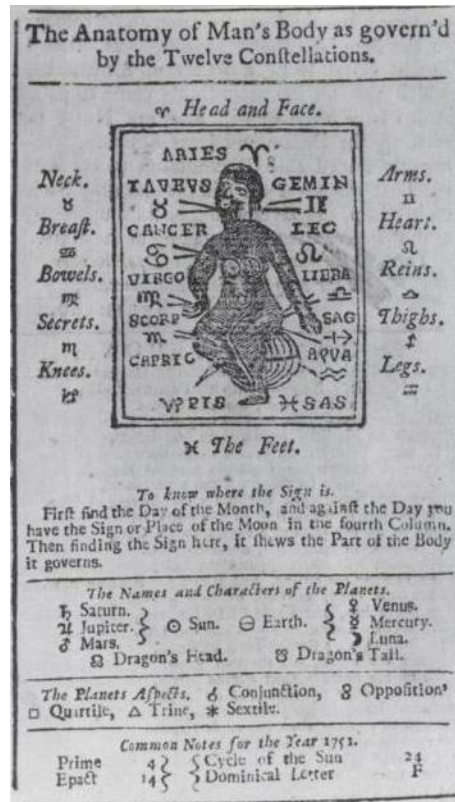 The Anatomy of Man's Body as govern'd
by the Twelve Conſtellations.
♈ Head and Face.
ARIES ♈
TAVRVS GEMIN
♉ ♊
CANCER LEO
♋ ♌
VIRGO LIBRA
♍ ♎
SCORP SAG
♏ ♐
CAPRIC AQVA
♒
♑ PIS ♓ SAS
Neck.
♉
Breaſt.
♋
Bowels.
♍
Secrets.
♏
Knees.
♑
Arms.
♊
Heart.
♌
Reins.
♎
Thighs.
♐
Legs.
♒
♓ The Feet.
To know where the Sign is.
Firſt find the Day of the Month, and againſt the Day you
have the Sign or Place of the Moon in the fourth Column.
Then finding the Sign here, it ſhews the Part of the Body
it governs.
The Names and Characters of the Planets.
♄ Saturn. ♀ Venus.
♃ Jupiter. ☉ Sun. ⊖ Earth. ☿ Mercury.
♂ Mars. ☽ Luna.
☊ Dragon's Head. ☋ Dragon's Tail.
The Planets Aſpects. ☌ Conjunction, ☍ Oppoſition'
□ Quartile, △ Trine, ⚹ Sextile.
Common Notes for the Year 1751.
Prime 4 Cycle of the Sun 24
Epact 14 Dominical Letter F